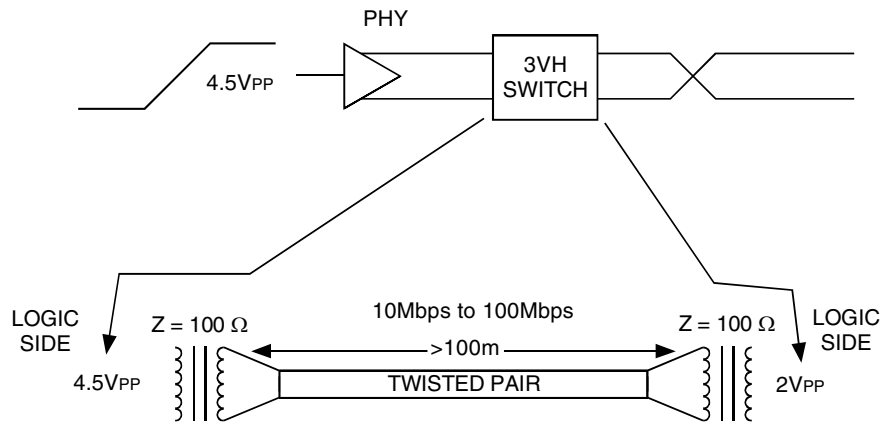 PHY
4.5VPP
3VH
SWITCH
LOGIC
SIDE
Z = 100 Ω
10Mbps to 100Mbps
Z = 100 Ω
LOGIC
SIDE
>100m
4.5VPP
TWISTED PAIR
2VPP